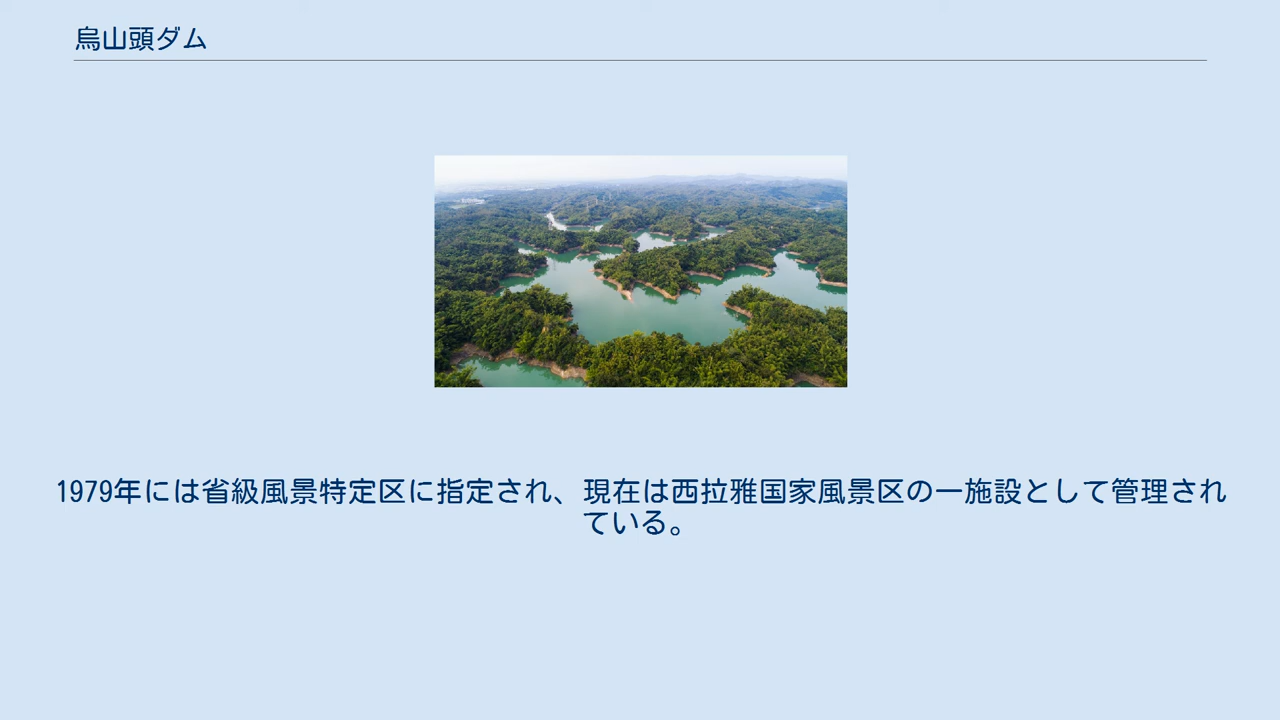 烏山頭ダム
1979年には省級風景特定区に指定され、現在は西拉雅国家風景区の一施設として管理され
ている。